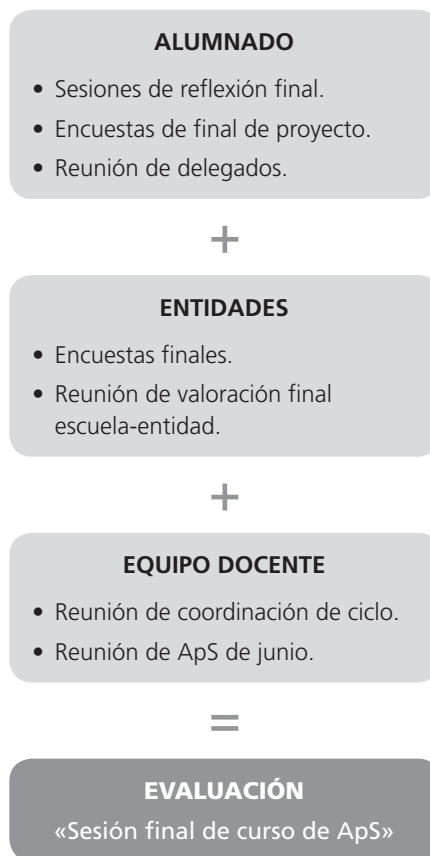 ALUMNADO
• Sesiones de reflexión final.
• Encuestas de final de proyecto.
• Reunión de delegados.
+
ENTIDADES
• Encuestas finales.
• Reunión de valoración final
escuela-entidad.
+
EQUIPO DOCENTE
• Reunión de coordinación de ciclo.
• Reunión de ApS de junio.
=
EVALUACIÓN
«Sesión final de curso de ApS»